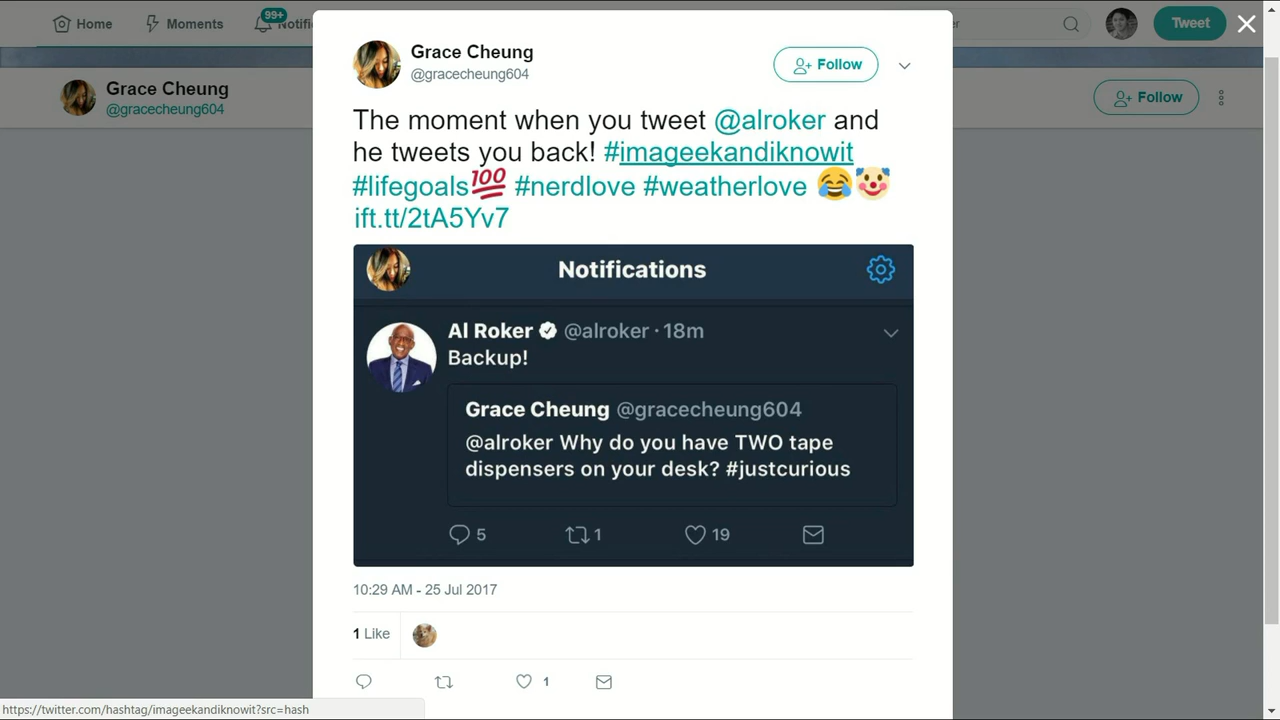 Home
Moments
99+
Notifi
er
Tweet
Grace Cheung
@gracecheung604
Follow
Grace Cheung
@gracecheung604
Follow
The moment when you tweet @alroker and
he tweets you back! #imageekandiknowit
#lifegoals💯 #nerdlove #weatherlove 😂🤡
ift.tt/2tA5Yv7
Notifications
Al Roker @alroker · 18m
Backup!
Grace Cheung @gracecheung604
@alroker Why do you have TWO tape
dispensers on your desk? #justcurious
5 1 19
10:29 AM - 25 Jul 2017
1 Like
1
https://twitter.com/hashtag/imageekandiknowit?src=hash